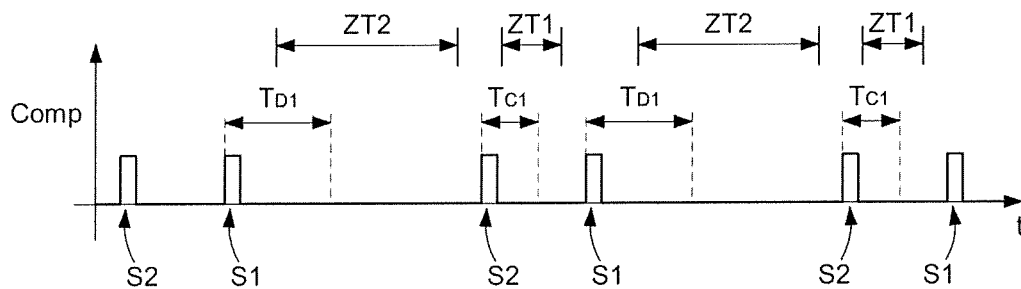 ZT2 ZT1 ZT2 ZT1
TD1 TC1 TD1 TC1
Comp
t
S2 S1 S2 S1 S2 S1